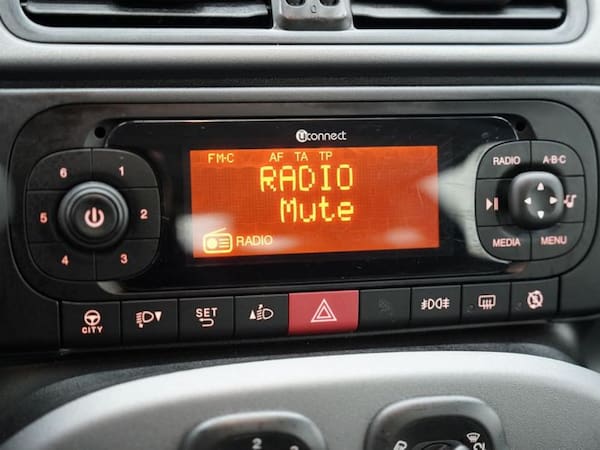 uconnect
FM-C AF TA TP
RADIO
Mute
RADIO
6 1
5 2
4 3
RADIO A·B·C
MEDIA MENU
CITY
SET
2